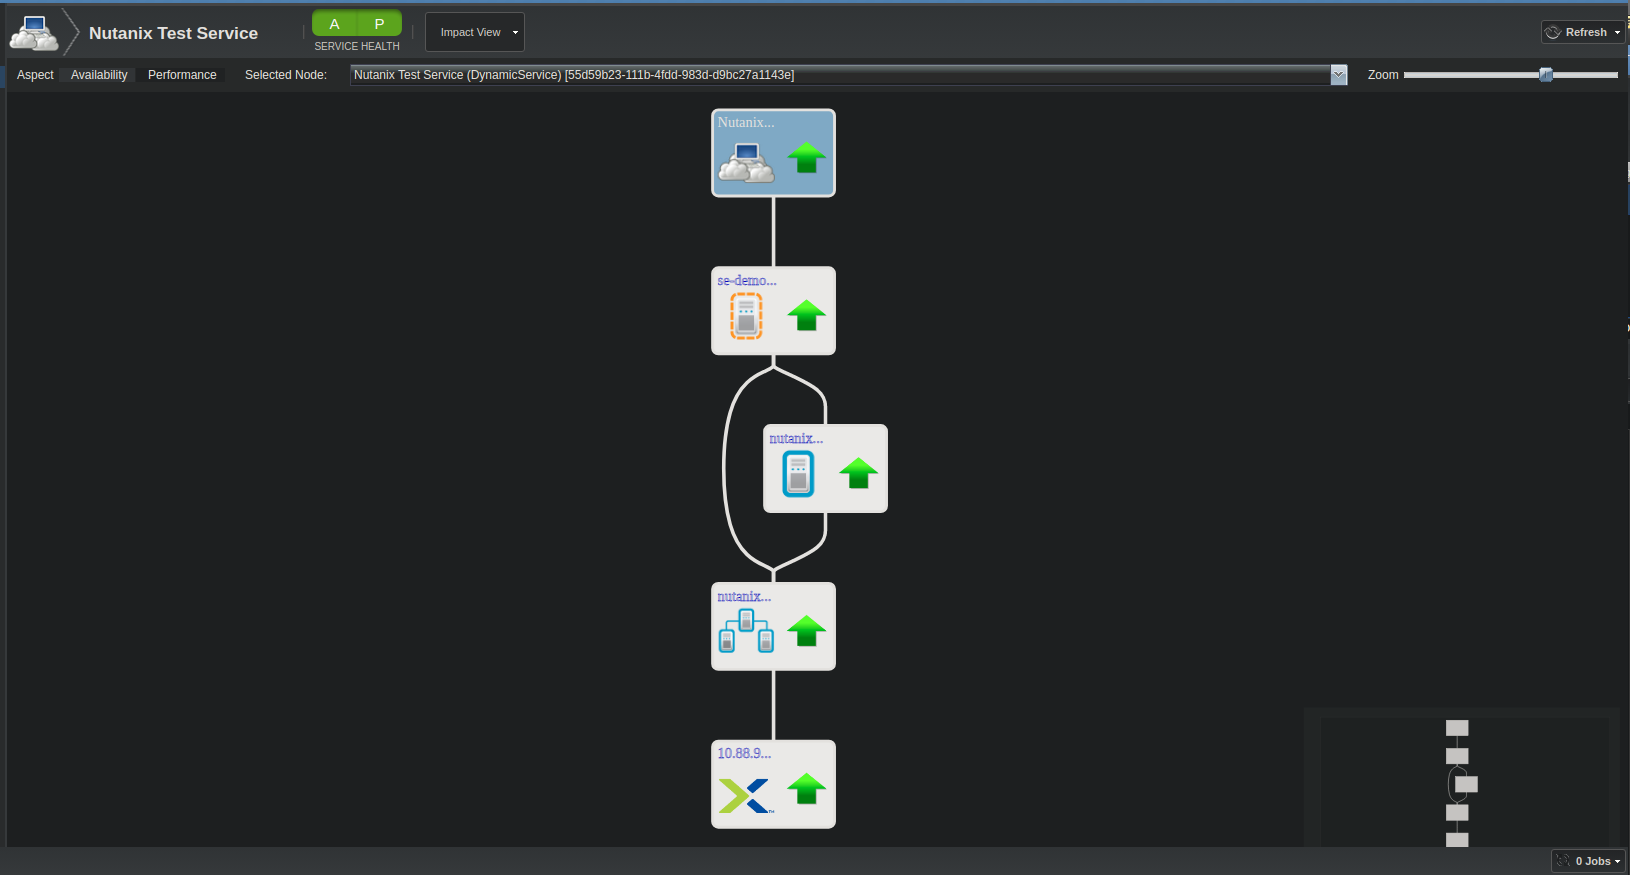 Nutanix Test Service
A P
SERVICE HEALTH
Impact View
Refresh
Aspect Availability Performance Selected Node: Nutanix Test Service (DynamicService) [55d59b23-111b-4fdd-983d-d9bc27a1143e] Zoom
Nutanix...
se-demo...
nutanix...
nutanix...
10.88.9...
TM
0 Jobs